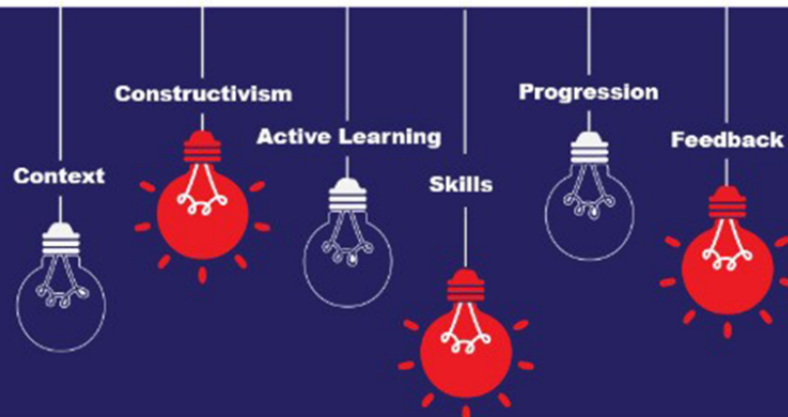 Context
Constructivism
Active Learning
Skills
Progression
Feedback